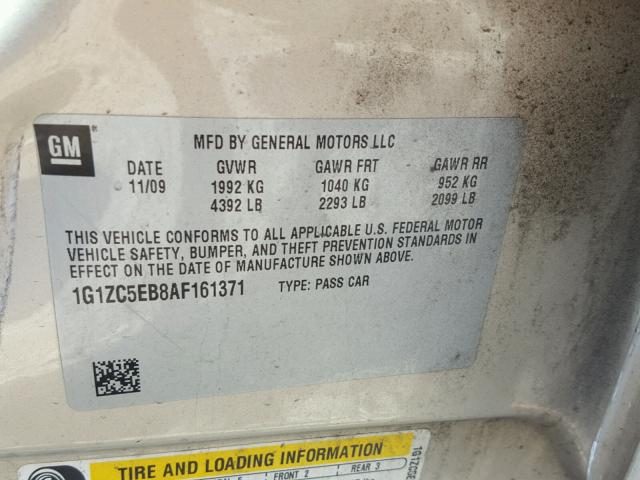 GM
MFD BY GENERAL MOTORS LLC
DATE GVWR GAWR FRT GAWR RR
11/09 1992 KG 1040 KG 952 KG
4392 LB 2293 LB 2099 LB
THIS VEHICLE CONFORMS TO ALL APPLICABLE U.S. FEDERAL MOTOR
VEHICLE SAFETY, BUMPER, AND THEFT PREVENTION STANDARDS IN
EFFECT ON THE DATE OF MANUFACTURE SHOWN ABOVE.
1G1ZC5EB8AF161371 TYPE: PASS CAR
TIRE AND LOADING INFORMATION
FRONT 2 REAR 3
1G1ZC5E